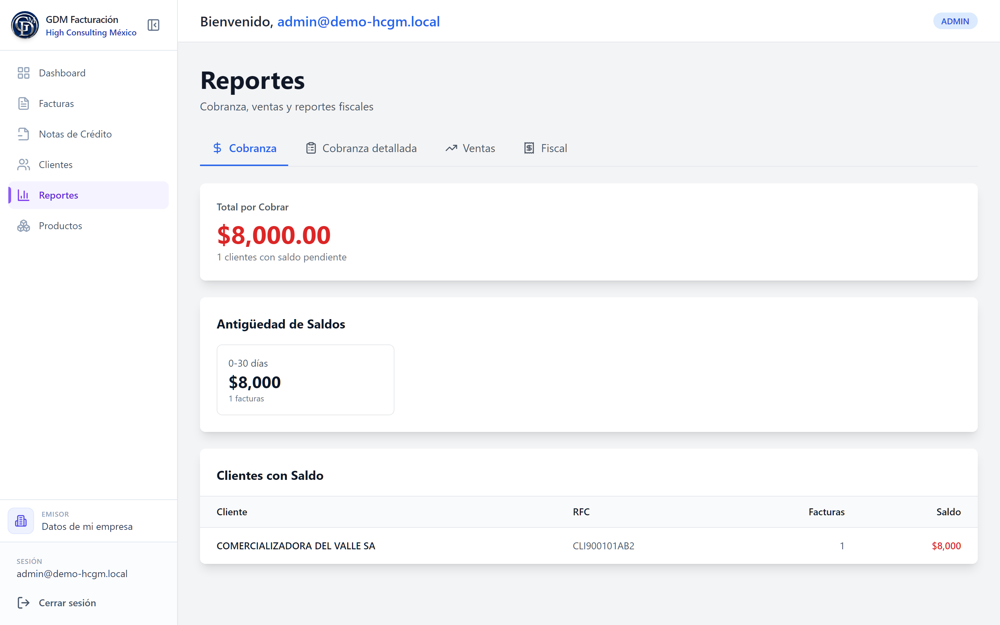 GDM Facturación
High Consulting México
Dashboard
Facturas
Notas de Crédito
Clientes
Reportes
Productos
EMISOR
Datos de mi empresa
SESIÓN
admin@demo-hcgm.local
Cerrar sesión
Bienvenido, admin@demo-hcgm.local
ADMIN
Reportes
Cobranza, ventas y reportes fiscales
Cobranza Cobranza detallada Ventas Fiscal
Total por Cobrar
$8,000.00
1 clientes con saldo pendiente
Antigüedad de Saldos
0-30 días
$8,000
1 facturas
Clientes con Saldo
Cliente RFC Facturas Saldo
COMERCIALIZADORA DEL VALLE SA CLI900101AB2 1 $8,000